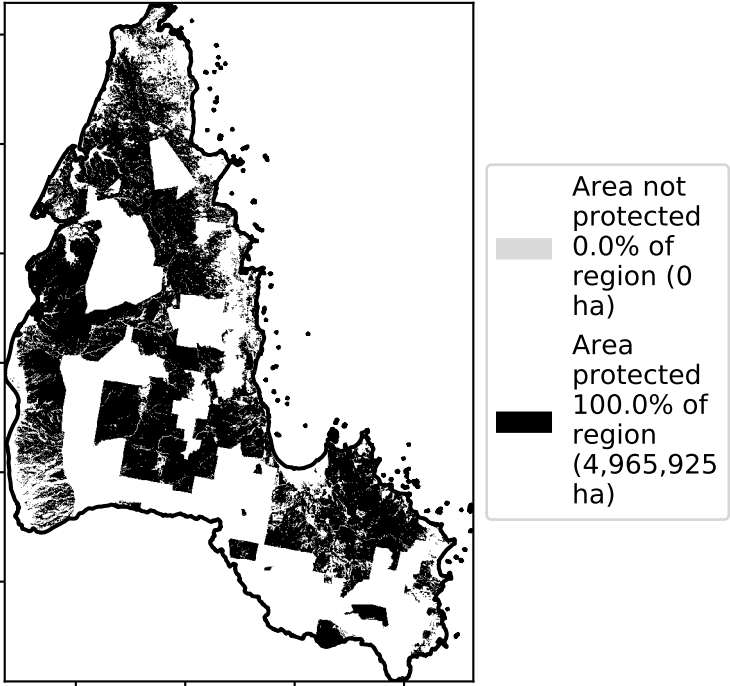 Area not
protected
0.0% of
region (0
ha)
Area
protected
100.0% of
region
(4,965,925
ha)